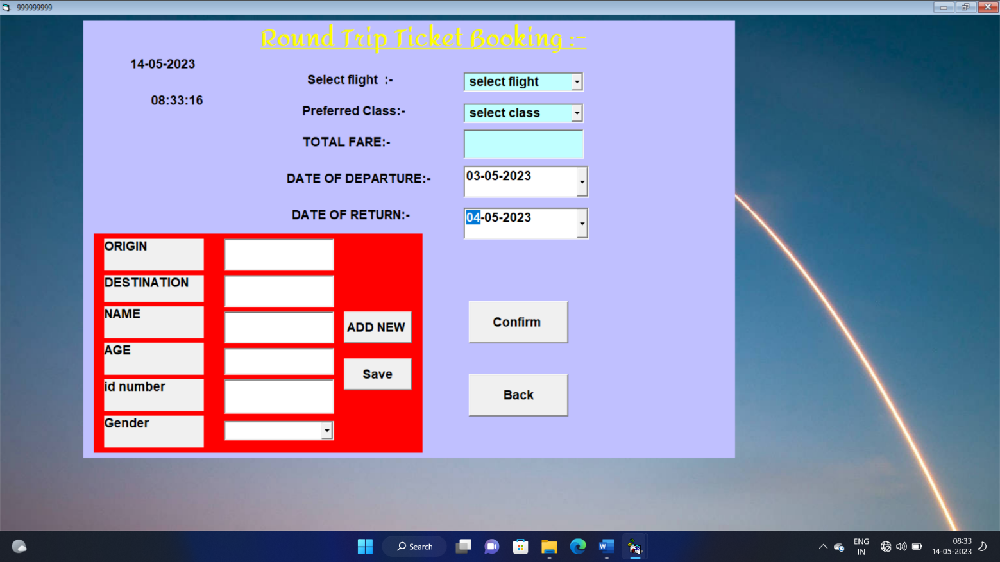 999999999
Round Trip Ticket Booking :-
14-05-2023
08:33:16
Select flight :-
select flight
Preferred Class:-
select class
TOTAL FARE:-
DATE OF DEPARTURE:-
03-05-2023
DATE OF RETURN:-
04-05-2023
ORIGIN
DESTINATION
NAME
AGE
id number
Gender
ADD NEW
Save
Confirm
Back
Search
ENG
IN
08:33
14-05-2023